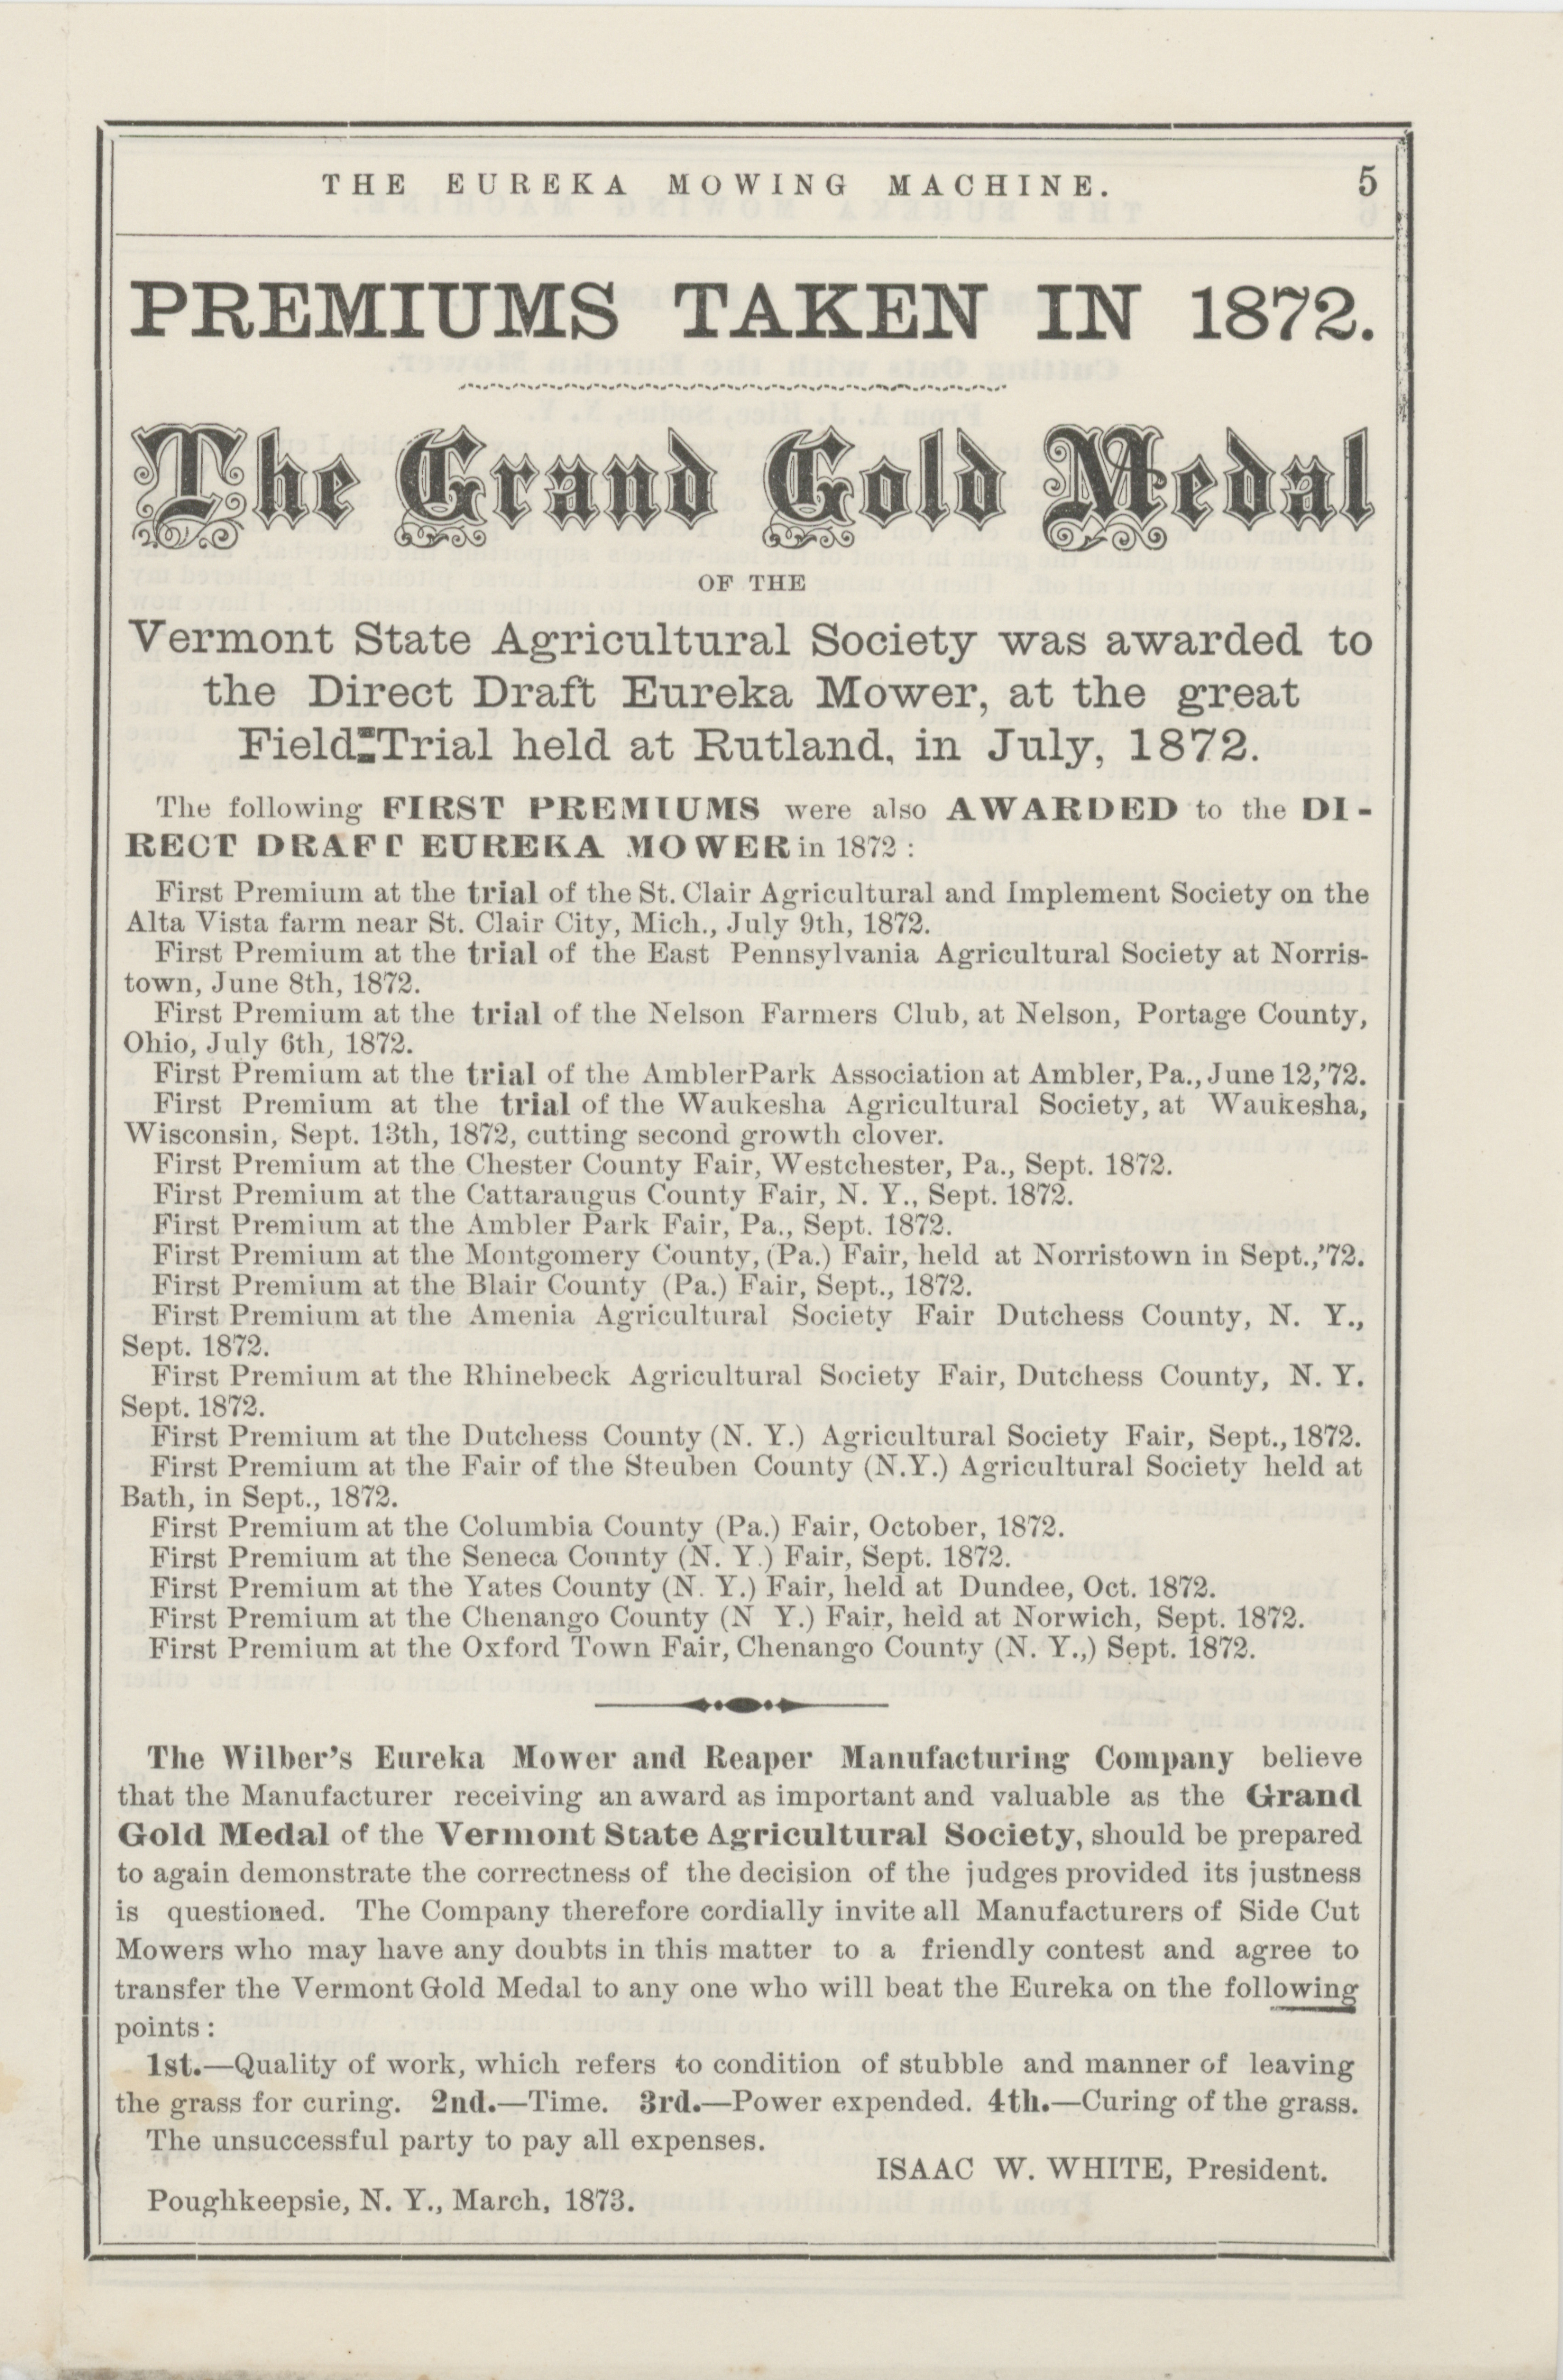 THE EUREKA MOWING MACHINE. 5
PREMIUMS TAKEN IN 1872.
The Grand Gold Medal
OF THE
Vermont State Agricultural Society was awarded to
the Direct Draft Eureka Mower, at the great
Field-Trial held at Rutland, in July, 1872.
The following FIRST PREMIUMS were also AWARDED to the DI-
RECT DRAFT EUREKA MOWER in 1872 :
First Premium at the trial of the St. Clair Agricultural and Implement Society on the
Alta Vista farm near St. Clair City, Mich., July 9th, 1872.
First Premium at the trial of the East Pennsylvania Agricultural Society at Norris-
town, June 8th, 1872.
First Premium at the trial of the Nelson Farmers Club, at Nelson, Portage County,
Ohio, July 6th, 1872.
First Premium at the trial of the Ambler Park Association at Ambler, Pa., June 12,'72.
First Premium at the trial of the Waukesha Agricultural Society, at Waukesha,
Wisconsin, Sept. 13th, 1872, cutting second growth clover.
First Premium at the Chester County Fair, Westchester, Pa., Sept. 1872.
First Premium at the Cattaraugus County Fair, N. Y., Sept. 1872.
First Premium at the Ambler Park Fair, Pa., Sept. 1872.
First Premium at the Montgomery County, (Pa.) Fair, held at Norristown in Sept.,'72.
First Premium at the Blair County (Pa.) Fair, Sept., 1872.
First Premium at the Amenia Agricultural Society Fair Dutchess County, N. Y.,
Sept. 1872.
First Premium at the Rhinebeck Agricultural Society Fair, Dutchess County, N. Y.
Sept. 1872.
First Premium at the Dutchess County (N. Y.) Agricultural Society Fair, Sept., 1872.
First Premium at the Fair of the Steuben County (N.Y.) Agricultural Society held at
Bath, in Sept., 1872.
First Premium at the Columbia County (Pa.) Fair, October, 1872.
First Premium at the Seneca County (N. Y.) Fair, Sept. 1872.
First Premium at the Yates County (N. Y.) Fair, held at Dundee, Oct. 1872.
First Premium at the Chenango County (N Y.) Fair, held at Norwich, Sept. 1872.
First Premium at the Oxford Town Fair, Chenango County (N. Y.,) Sept. 1872.
The Wilber's Eureka Mower and Reaper Manufacturing Company believe
that the Manufacturer receiving an award as important and valuable as the Grand
Gold Medal of the Vermont State Agricultural Society, should be prepared
to again demonstrate the correctness of the decision of the judges provided its justness
is questioned. The Company therefore cordially invite all Manufacturers of Side Cut
Mowers who may have any doubts in this matter to a friendly contest and agree to
transfer the Vermont Gold Medal to any one who will beat the Eureka on the following
points :
1st.—Quality of work, which refers to condition of stubble and manner of leaving
the grass for curing. 2nd.—Time. 3rd.—Power expended. 4th.—Curing of the grass.
The unsuccessful party to pay all expenses.
ISAAC W. WHITE, President.
Poughkeepsie, N. Y., March, 1873.